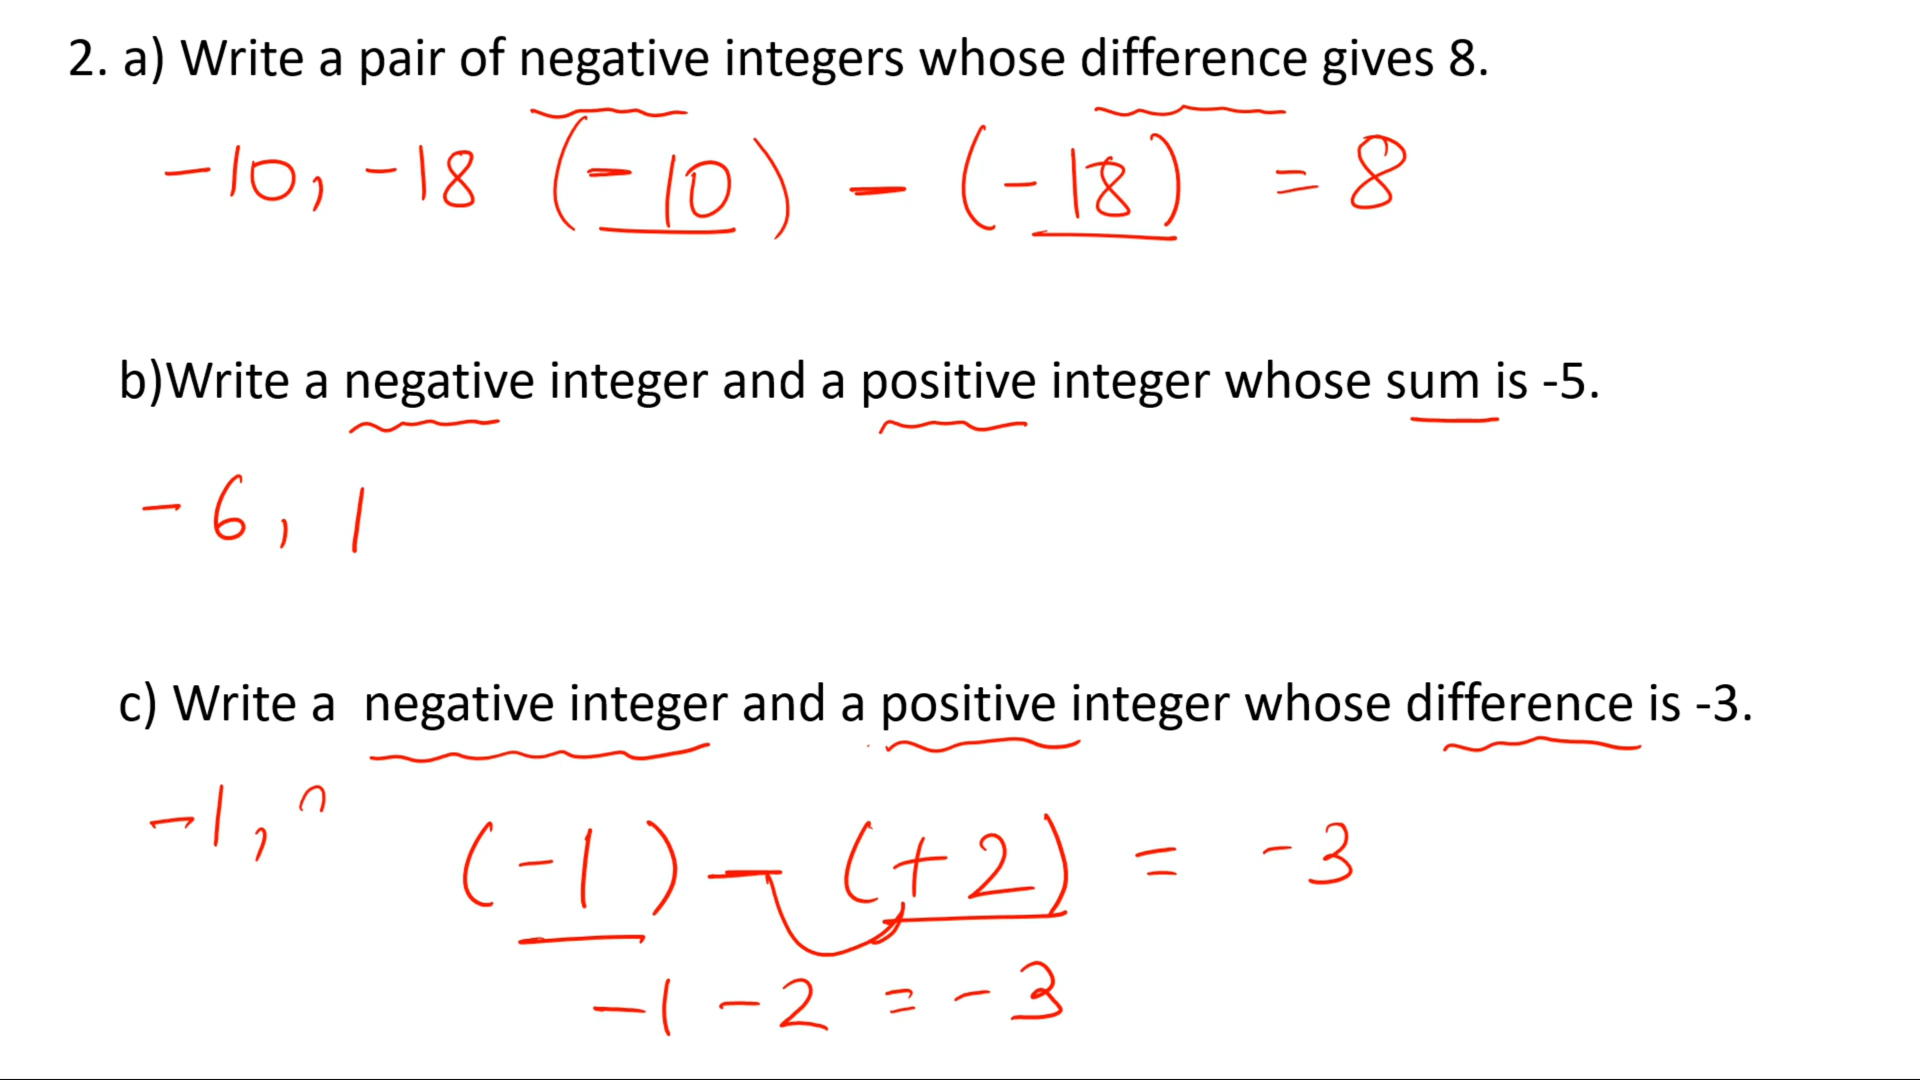 2. a) Write a pair of negative integers whose difference gives 8.
-10, -18 (-10) - (-18) = 8
b)Write a negative integer and a positive integer whose sum is -5.
-6, 1
c) Write a negative integer and a positive integer whose difference is -3.
-1,
(-1) - (+2) = -3
-1 -2 = -3